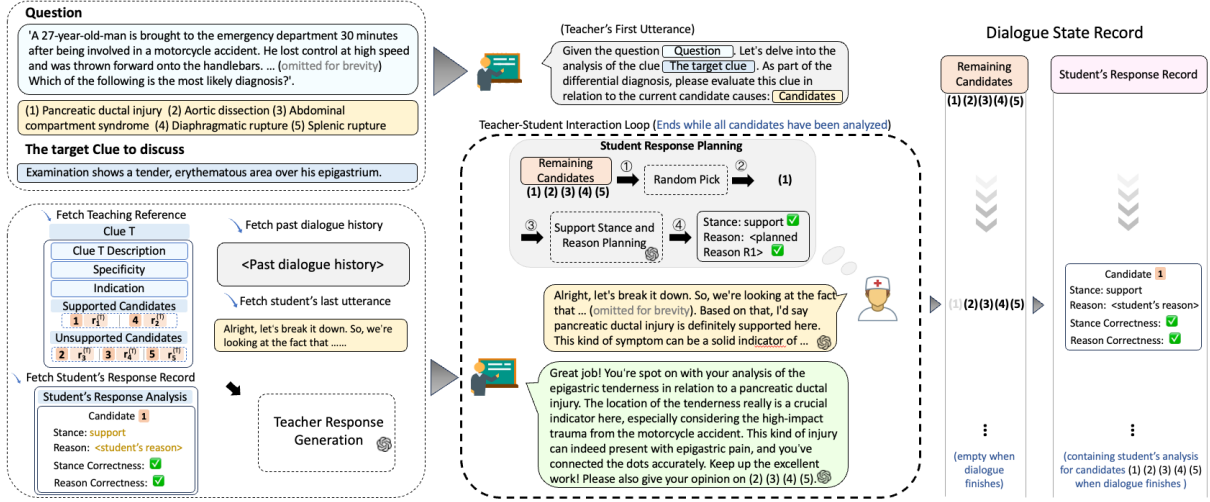 Question
'A 27-year-old-man is brought to the emergency department 30 minutes
after being involved in a motorcycle accident. He lost control at high speed
and was thrown forward onto the handlebars. ... (omitted for brevity)
Which of the following is the most likely diagnosis?'.
(1) Pancreatic ductal injury (2) Aortic dissection (3) Abdominal
compartment syndrome (4) Diaphragmatic rupture (5) Splenic rupture
The target Clue to discuss
Examination shows a tender, erythematous area over his epigastrium.
Fetch Teaching Reference
Clue T
Clue T Description
Specificity
Indication
Supported Candidates
1 r₁⁽ᵀ⁾ 4 r₂⁽ᵀ⁾
Unsupported Candidates
2 r₃⁽ᵀ⁾ 3 r₄⁽ᵀ⁾ 5 r₅⁽ᵀ⁾
Fetch Student's Response Record
Student's Response Analysis
Candidate 1
Stance: support
Reason: <student's reason>
Stance Correctness:
Reason Correctness:
Fetch past dialogue history
<Past dialogue history>
Fetch student's last utterance
Alright, let's break it down. So, we're
looking at the fact that ......
Teacher Response
Generation
(Teacher's First Utterance)
Given the question Question . Let's delve into the
analysis of the clue The target clue . As part of the
differential diagnosis, please evaluate this clue in
relation to the current candidate causes: Candidates
Teacher-Student Interaction Loop (Ends while all candidates have been analyzed)
Student Response Planning
Remaining
Candidates
(1) (2) (3) (4) (5)
①
Random Pick
②
(1)
③
Support Stance and
Reason Planning
④
Stance: support
Reason: <planned
Reason R1>
Alright, let's break it down. So, we're looking at the fact
that ... (omitted for brevity). Based on that, I'd say
pancreatic ductal injury is definitely supported here.
This kind of symptom can be a solid indicator of ...
Great job! You're spot on with your analysis of the
epigastric tenderness in relation to a pancreatic ductal
injury. The location of the tenderness really is a crucial
indicator here, especially considering the high-impact
trauma from the motorcycle accident. This kind of injury
can indeed present with epigastric pain, and you've
connected the dots accurately. Keep up the excellent
work! Please also give your opinion on (2) (3) (4) (5).
Dialogue State Record
Remaining
Candidates
(1) (2) (3) (4) (5)
(1) (2) (3) (4) (5)
(empty when
dialogue
finishes)
Student's Response Record
Candidate 1
Stance: support
Reason: <student's reason>
Stance Correctness:
Reason Correctness:
(containing student's analysis
for candidates (1) (2) (3) (4) (5)
when dialogue finishes )